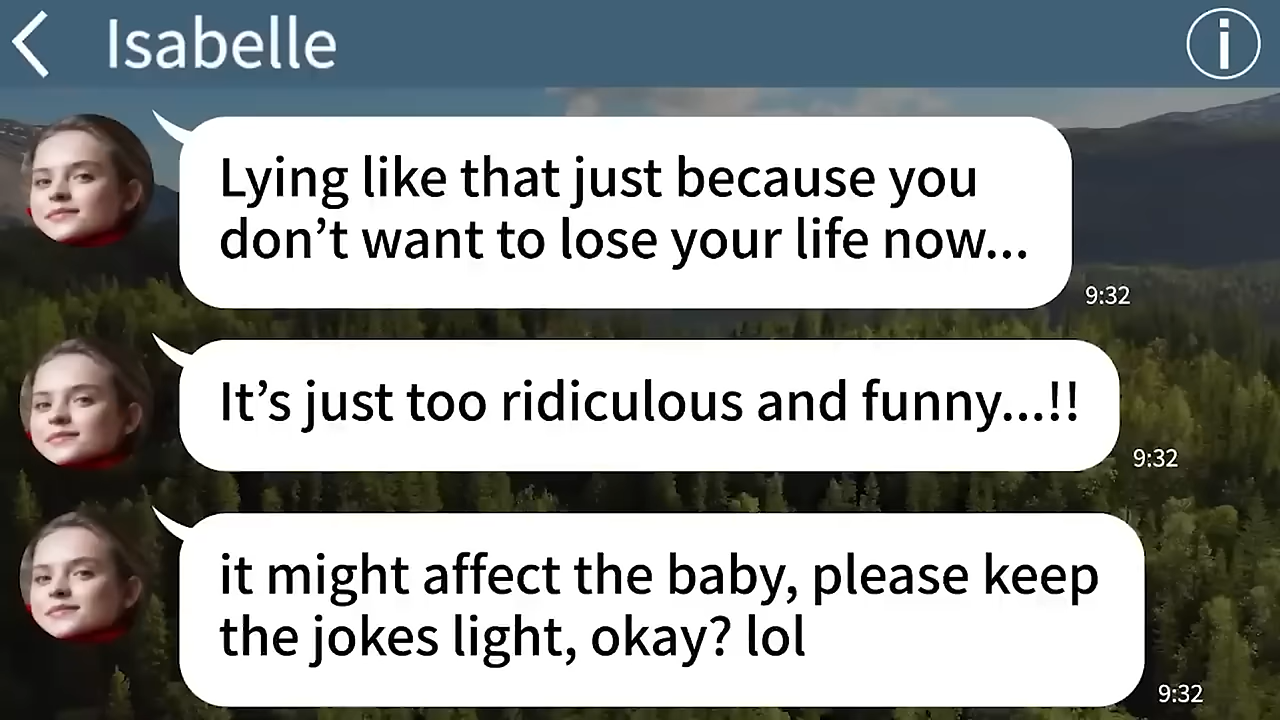 Isabelle
Lying like that just because you
don’t want to lose your life now...
9:32
It’s just too ridiculous and funny...!!
9:32
it might affect the baby, please keep
the jokes light, okay? lol
9:32